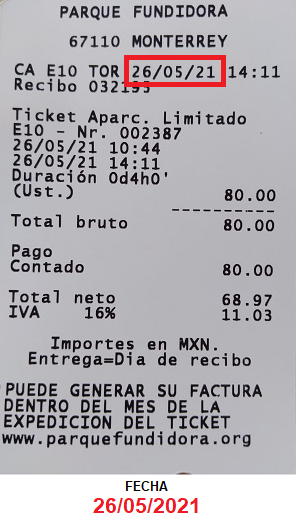 PARQUE FUNDIDORA
67110 MONTERREY
CA E10 TOR 26/05/21 14:11
Recibo 032195
Ticket Aparc. Limitado
E10 - Nr. 002387
26/05/21 10:44
26/05/21 14:11
Duración 0d4h0'
(Ust.) 80.00
-----------
Total bruto 80.00
Pago
Contado 80.00
Total neto 68.97
IVA 16% 11.03
Importes en MXN.
Entrega=Dia de recibo
PUEDE GENERAR SU FACTURA
DENTRO DEL MES DE LA
EXPEDICION DEL TICKET
www.parquefundidora.org
FECHA
26/05/2021